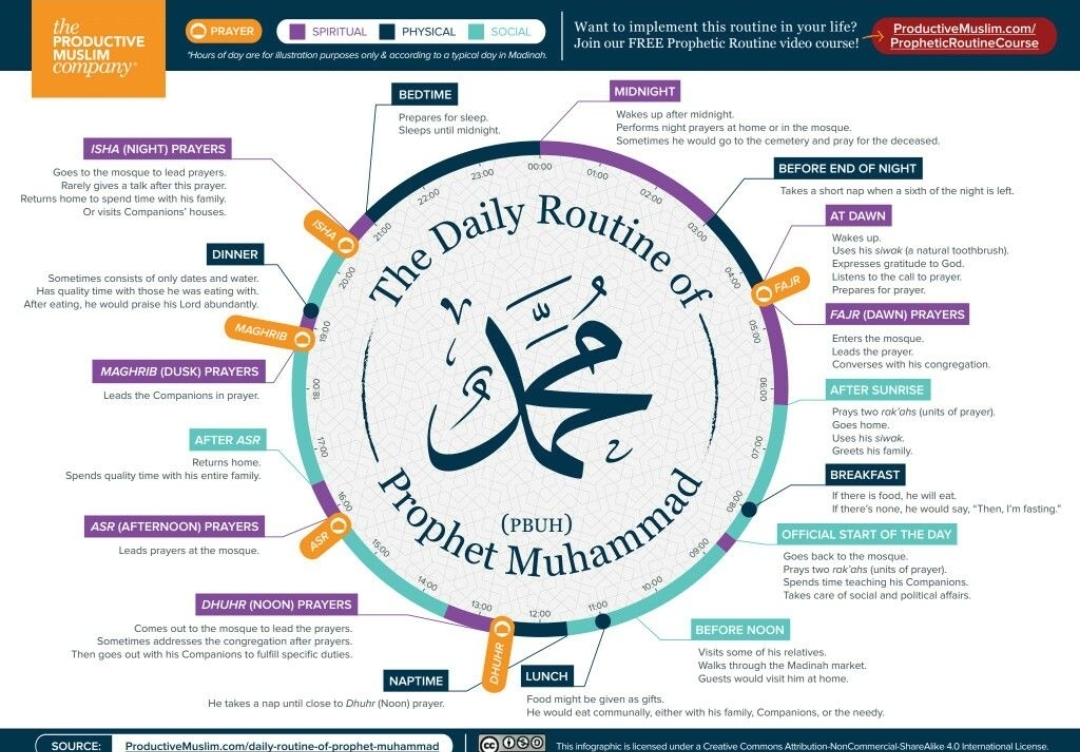 the
PRODUCTIVE
MUSLIM
company
PRAYER
SPIRITUAL
PHYSICAL
SOCIAL
*Hours of day are for illustration purposes only & according to a typical day in Madinah.
Want to implement this routine in your life?
Join our FREE Prophetic Routine video course!
ProductiveMuslim.com/
PropheticRoutineCourse
BEDTIME
Prepares for sleep.
Sleeps until midnight.
MIDNIGHT
Wakes up after midnight.
Performs night prayers at home or in the mosque.
Sometimes he would go to the cemetery and pray for the deceased.
BEFORE END OF NIGHT
Takes a short nap when a sixth of the night is left.
AT DAWN
Wakes up.
Uses his siwak (a natural toothbrush).
Expresses gratitude to God.
Listens to the call to prayer.
Prepares for prayer.
FAJR (DAWN) PRAYERS
Enters the mosque.
Leads the prayer.
Converses with his congregation.
AFTER SUNRISE
Prays two rak'ahs (units of prayer).
Goes home.
Uses his siwak.
Greets his family.
BREAKFAST
If there is food, he will eat.
If there's none, he would say, “Then, I'm fasting.”
OFFICIAL START OF THE DAY
Goes back to the mosque.
Prays two rak'ahs (units of prayer).
Spends time teaching his Companions.
Takes care of social and political affairs.
BEFORE NOON
Visits some of his relatives.
Walks through the Madinah market.
Guests would visit him at home.
LUNCH
Food might be given as gifts.
He would eat communally, either with his family, Companions, or the needy.
NAPTIME
He takes a nap until close to Dhuhr (Noon) prayer.
DHUHR (NOON) PRAYERS
Comes out to the mosque to lead the prayers.
Sometimes addresses the congregation after prayers.
Then goes out with his Companions to fulfill specific duties.
ASR (AFTERNOON) PRAYERS
Leads prayers at the mosque.
AFTER ASR
Returns home.
Spends quality time with his entire family.
MAGHRIB (DUSK) PRAYERS
Leads the Companions in prayer.
DINNER
Sometimes consists of only dates and water.
Has quality time with those he was eating with.
After eating, he would praise his Lord abundantly.
ISHA (NIGHT) PRAYERS
Goes to the mosque to lead prayers.
Rarely gives a talk after this prayer.
Returns home to spend time with his family.
Or visits Companions' houses.
00:00
01:00
02:00
03:00
04:00
05:00
06:00
07:00
08:00
09:00
10:00
11:00
12:00
13:00
14:00
15:00
16:00
17:00
18:00
19:00
20:00
21:00
22:00
23:00
FAJR
DHUHR
ASR
MAGHRIB
ISHA
The Daily Routine of
محمد
(PBUH)
Prophet Muhammad
SOURCE:
ProductiveMuslim.com/daily-routine-of-prophet-muhammad
cc
This infographic is licensed under a Creative Commons Attribution-NonCommercial-ShareAlike 4.0 International License.